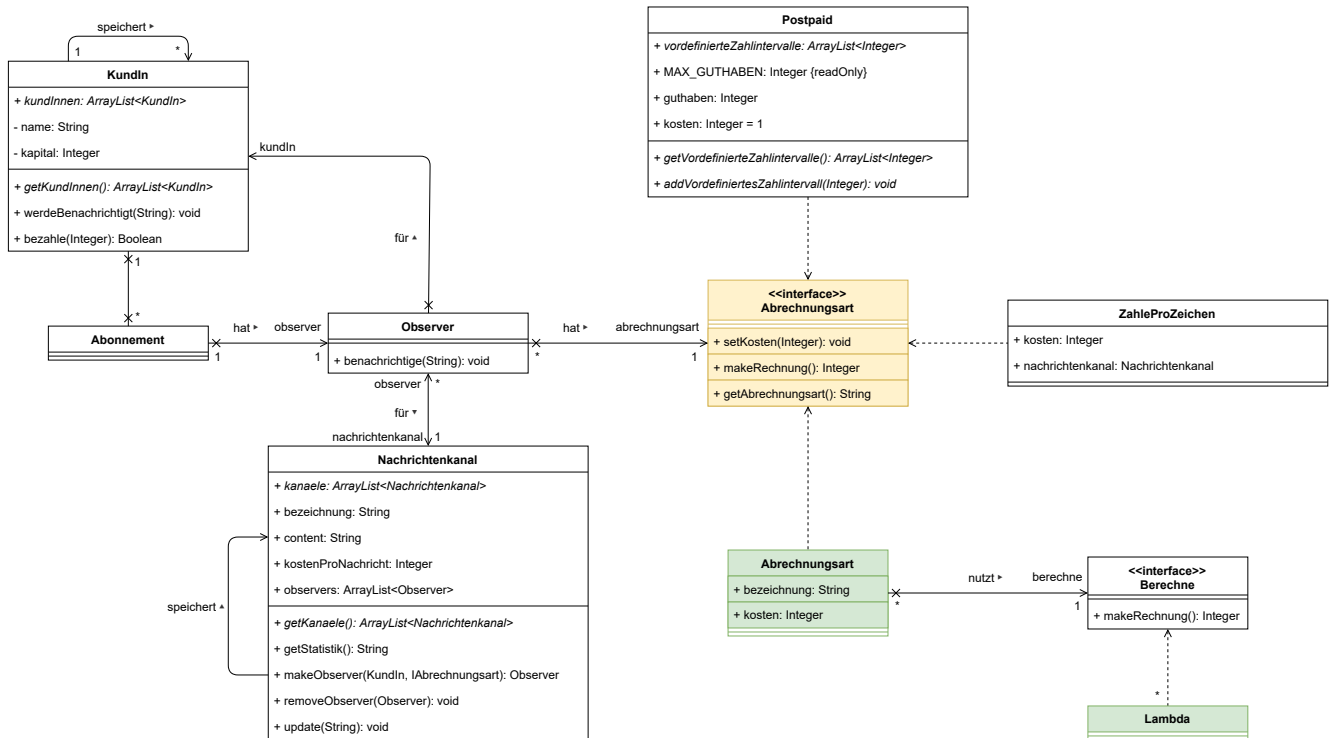 speichert ▸
1
*
KundIn
+ kundInnen: ArrayList<KundIn>
- name: String
- kapital: Integer
+ getKundInnen(): ArrayList<KundIn>
+ werdeBenachrichtigt(String): void
+ bezahle(Integer): Boolean
1
*
kundIn
für ▴
Postpaid
+ vordefinierteZahlintervalle: ArrayList<Integer>
+ MAX_GUTHABEN: Integer {readOnly}
+ guthaben: Integer
+ kosten: Integer = 1
+ getVordefinierteZahlintervalle(): ArrayList<Integer>
+ addVordefiniertesZahlintervall(Integer): void
Abonnement
hat ▸
observer
1
1
Observer
+ benachrichtige(String): void
hat ▸
abrechnungsart
*
1
<<interface>>
Abrechnungsart
+ setKosten(Integer): void
+ makeRechnung(): Integer
+ getAbrechnungsart(): String
ZahleProZeichen
+ kosten: Integer
+ nachrichtenkanal: Nachrichtenkanal
observer
*
für ▾
nachrichtenkanal
1
Nachrichtenkanal
+ kanaele: ArrayList<Nachrichtenkanal>
+ bezeichnung: String
+ content: String
+ kostenProNachricht: Integer
+ observers: ArrayList<Observer>
+ getKanaele(): ArrayList<Nachrichtenkanal>
+ getStatistik(): String
+ makeObserver(KundIn, IAbrechnungsart): Observer
+ removeObserver(Observer): void
+ update(String): void
speichert ▴
Abrechnungsart
+ bezeichnung: String
+ kosten: Integer
nutzt ▸
berechne
*
1
<<interface>>
Berechne
+ makeRechnung(): Integer
*
Lambda